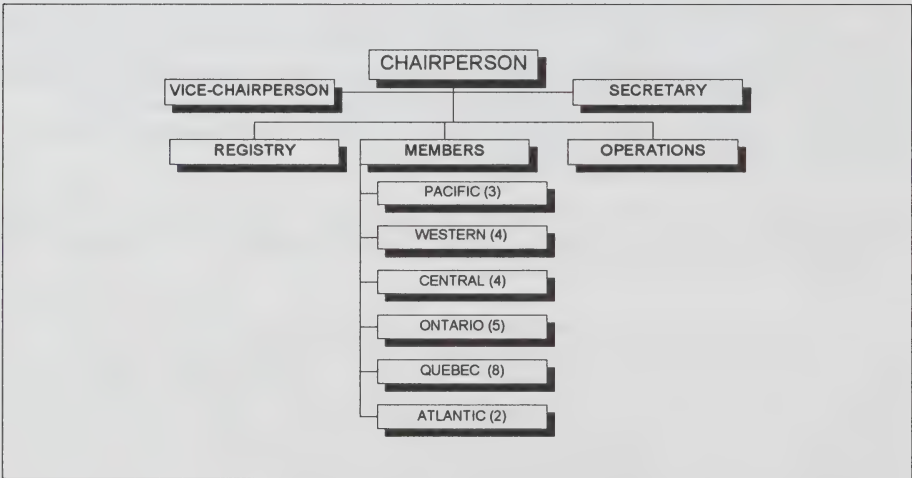 CHAIRPERSON
VICE-CHAIRPERSON
SECRETARY
REGISTRY
MEMBERS
OPERATIONS
PACIFIC (3)
WESTERN (4)
CENTRAL (4)
ONTARIO (5)
QUEBEC (8)
ATLANTIC (2)